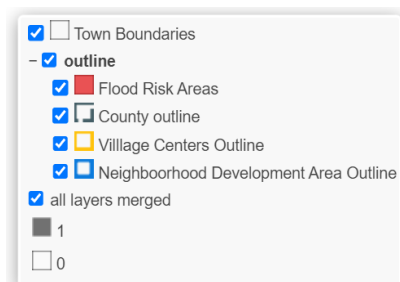 Town Boundaries
− outline
Flood Risk Areas
County outline
Villlage Centers Outline
Neighboorhood Development Area Outline
all layers merged
1
0